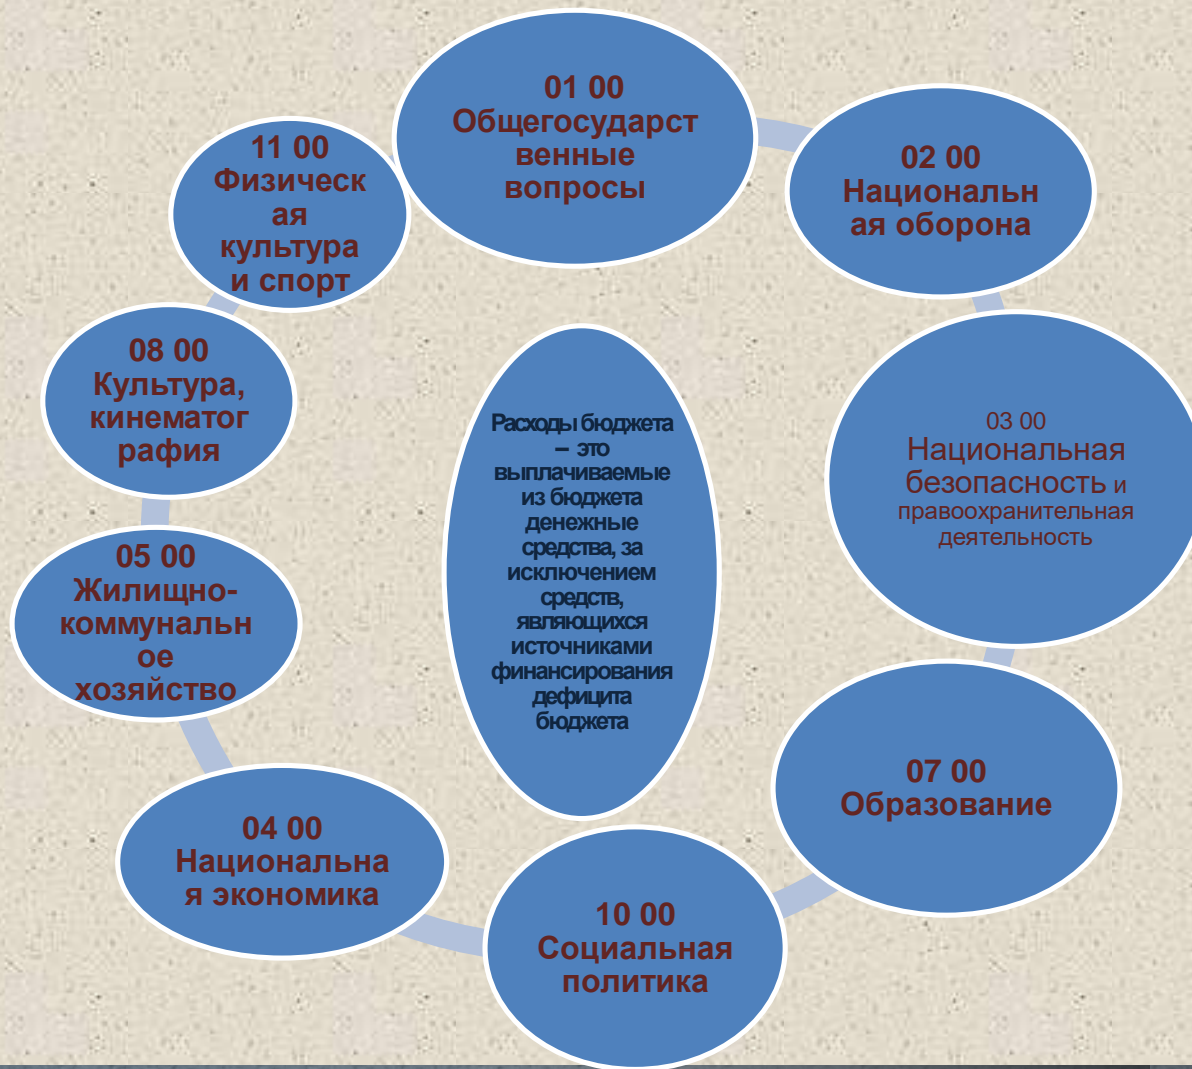 01 00
Общегосударст
венные
вопросы
02 00
Национальн
ая оборона
03 00
Национальная
безопасность и
правоохранительная
деятельность
07 00
Образование
10 00
Социальная
политика
04 00
Национальна
я экономика
05 00
Жилищно-
коммунальн
ое
хозяйство
08 00
Культура,
кинематог
рафия
11 00
Физическ
ая
культура
и спорт
Расходы бюджета
– это
выплачиваемые
из бюджета
денежные
средства, за
исключением
средств,
являющихся
источниками
финансирования
дефицита
бюджета